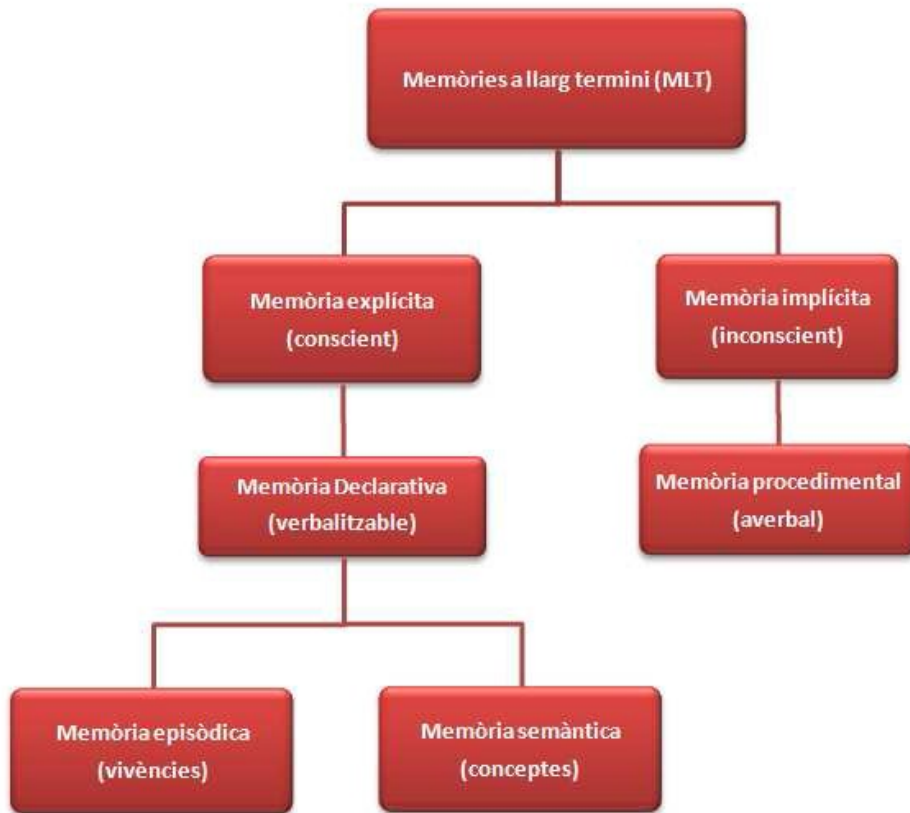 Memòries a llarg termini (MLT)
Memòria explícita
(conscient)
Memòria implícita
(inconscient)
Memòria Declarativa
(verbalitzable)
Memòria procedimental
(averbal)
Memòria episòdica
(vivències)
Memòria semàntica
(conceptes)